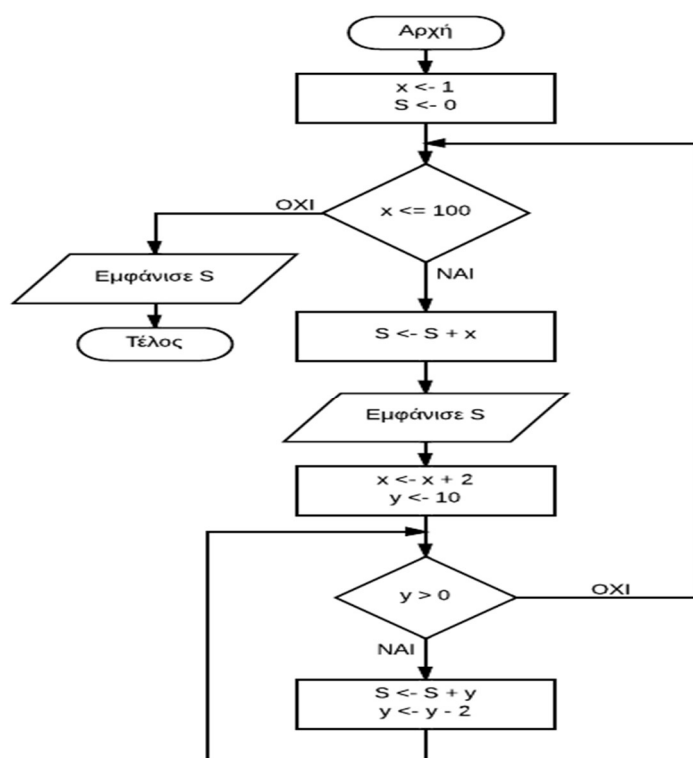 Αρχή
x <- 1
S <- 0
x <= 100
ΟΧΙ
ΝΑΙ
Εμφάνισε S
Τέλος
S <- S + x
Εμφάνισε S
x <- x + 2
y <- 10
y > 0
ΟΧΙ
ΝΑΙ
S <- S + y
y <- y - 2